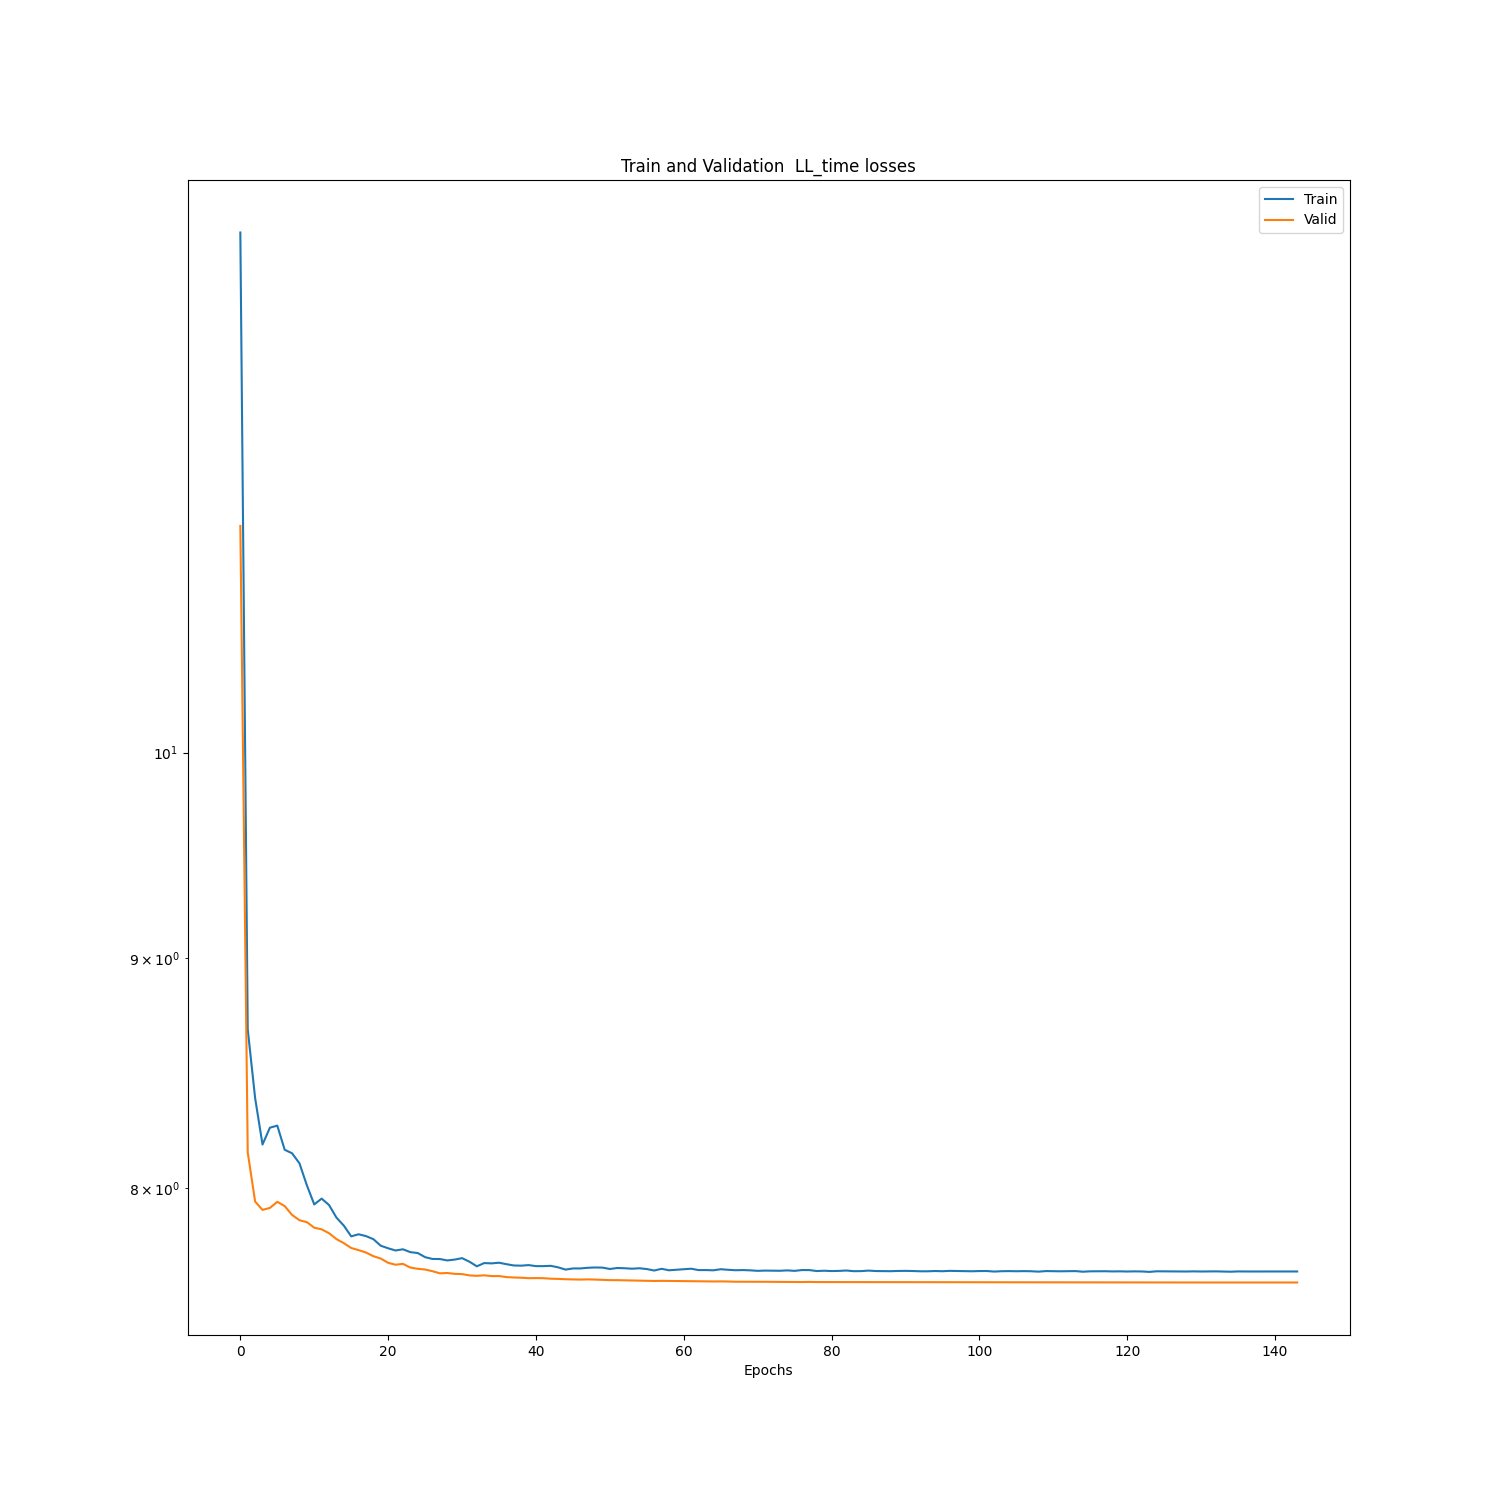 Train and Validation  LL_time losses
Train
Valid
10¹
9 × 10⁰
8 × 10⁰
0 20 40 60 80 100 120 140
Epochs